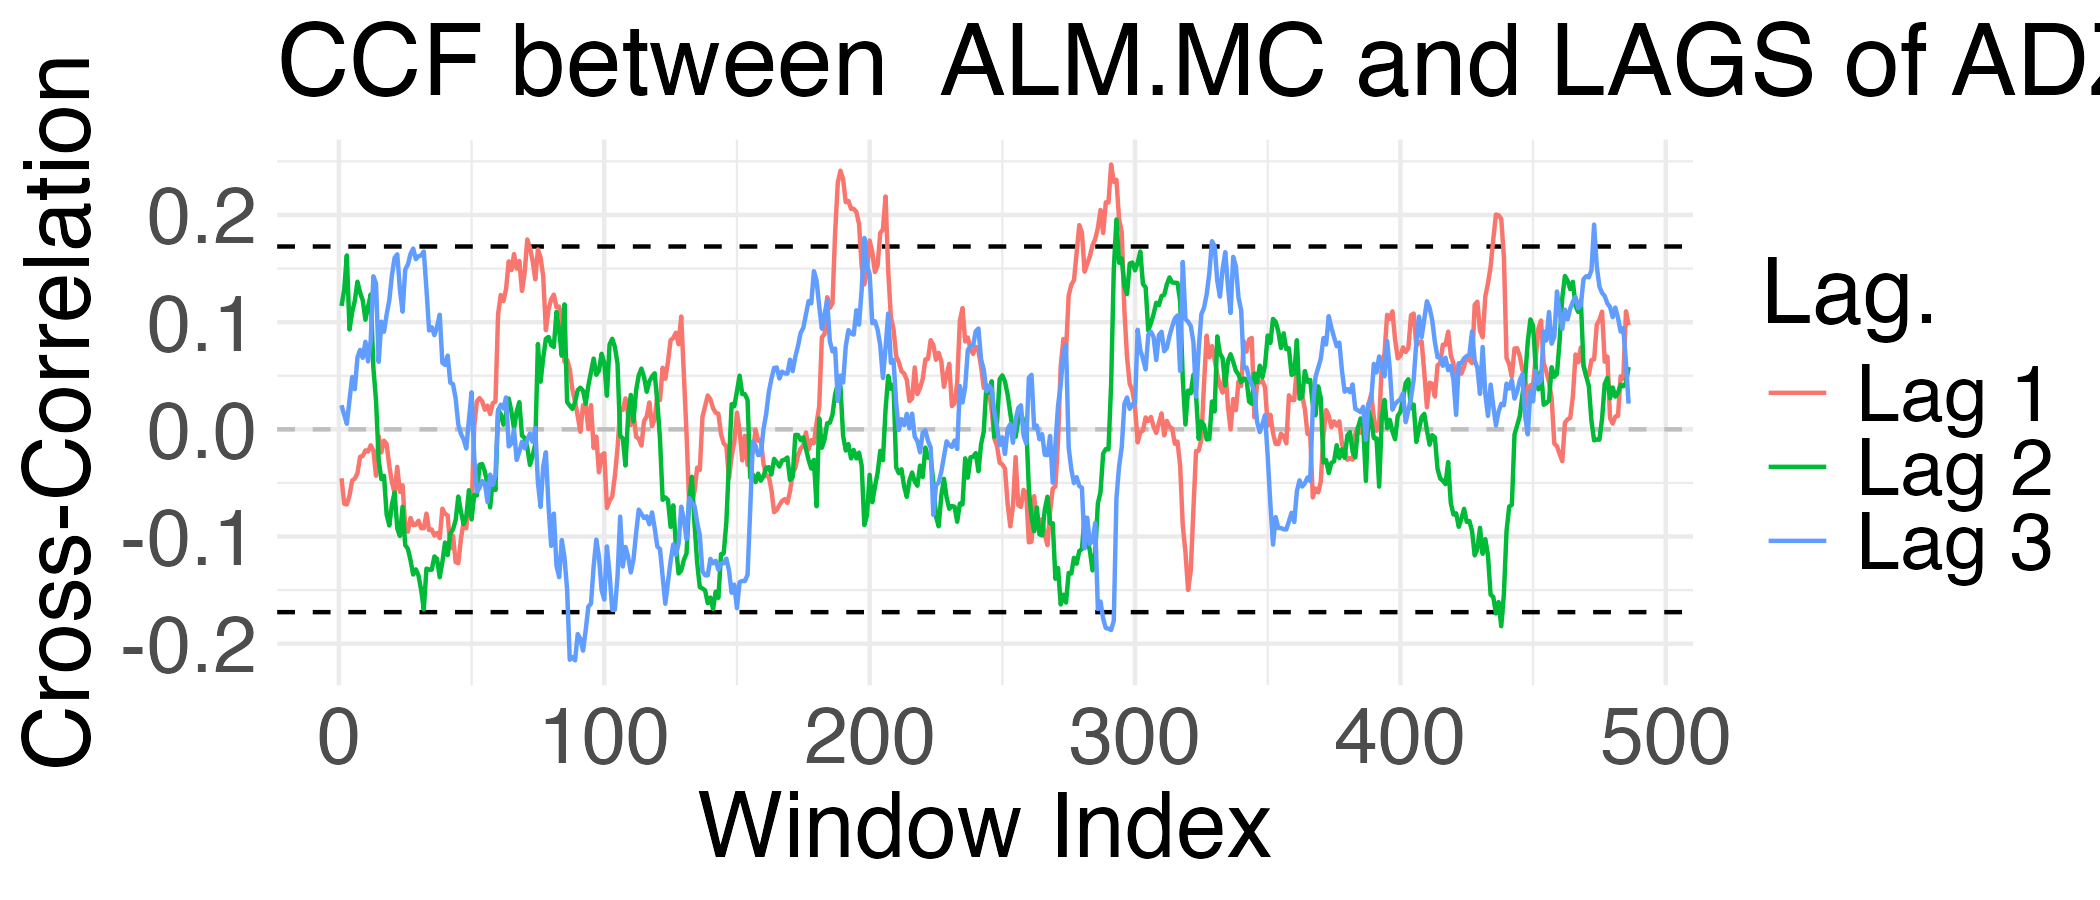 CCF between  ALM.MC and LAGS of AD
Cross-Correlation
0.2
0.1
0.0
-0.1
-0.2
0 100 200 300 400 500
Window Index
Lag.
Lag 1
Lag 2
Lag 3